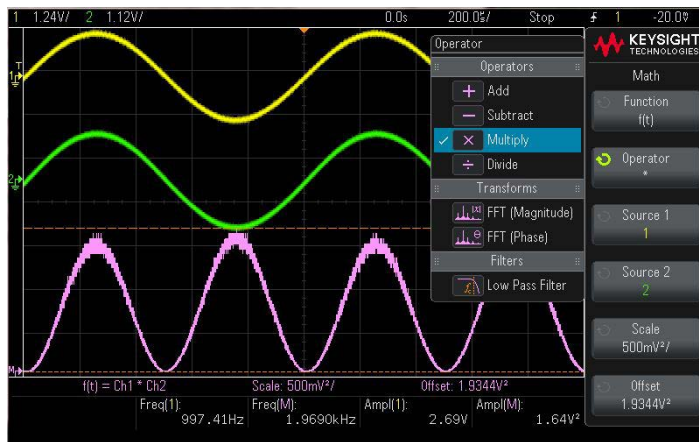 1 1.24V/ 2 1.12V/ 0.0s 200.0㎲/ Stop 1 -20.0
Operator
Operators
Add
Subtract
Multiply
Divide
Transforms
FFT (Magnitude)
FFT (Phase)
Filters
Low Pass Filter
KEYSIGHT
TECHNOLOGIES
Math
Function
f(t)
Operator
*
Source 1
1
Source 2
2
Scale
500mV²/
Offset
1.9344V²
T
1
2
M
f(t) = Ch1 * Ch2 Scale: 500mV²/ Offset: 1.9344V²
Freq(1): Freq(M): Ampl(1): Ampl(M):
997.41Hz 1.9690kHz 2.69V 1.64V²